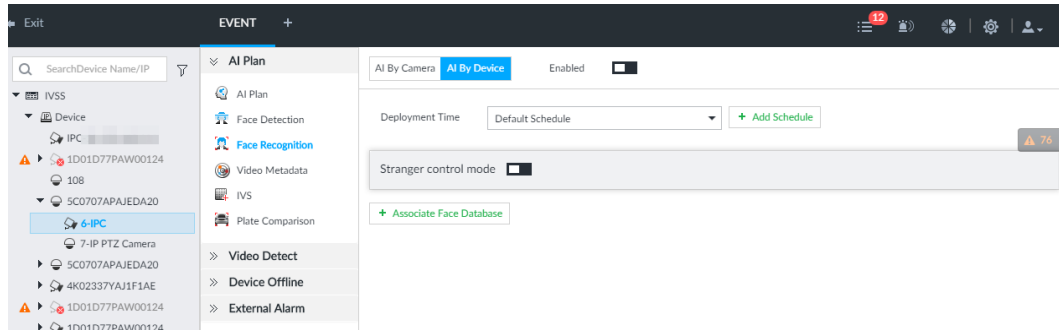 Exit
EVENT +
12
SearchDevice Name/IP
IVSS
Device
IPC
1D01D77PAW00124
108
5C0707APAJEDA20
6-IPC
7-IP PTZ Camera
5C0707APAJEDA20
4K02337YAJ1F1AE
1D01D77PAW00124
1D01D77PAW00124
AI Plan
AI Plan
Face Detection
Face Recognition
Video Metadata
IVS
Plate Comparison
Video Detect
Device Offline
External Alarm
AI By Camera AI By Device Enabled
Deployment Time Default Schedule + Add Schedule
76
Stranger control mode
+ Associate Face Database